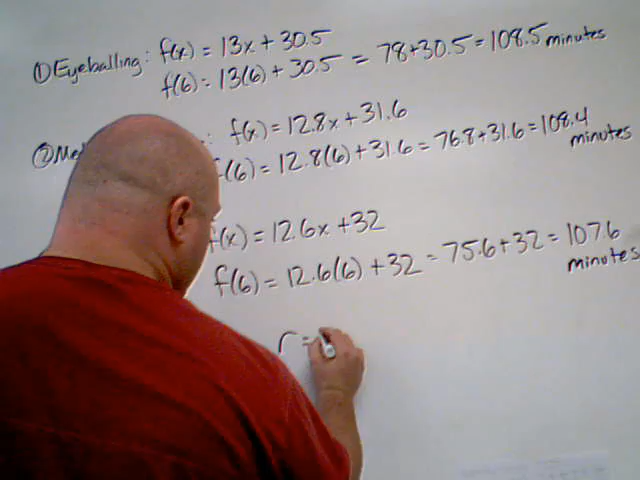 ① Eyeballing: f(x) = 13x + 30.5
f(6) = 13(6) + 30.5 = 78 + 30.5 = 108.5 minutes
② : f(x) = 12.8x + 31.6
f(6) = 12.8(6) + 31.6 = 76.8 + 31.6 = 108.4 minutes
f(x) = 12.6x + 32
f(6) = 12.6(6) + 32 = 75.6 + 32 = 107.6 minutes
r =